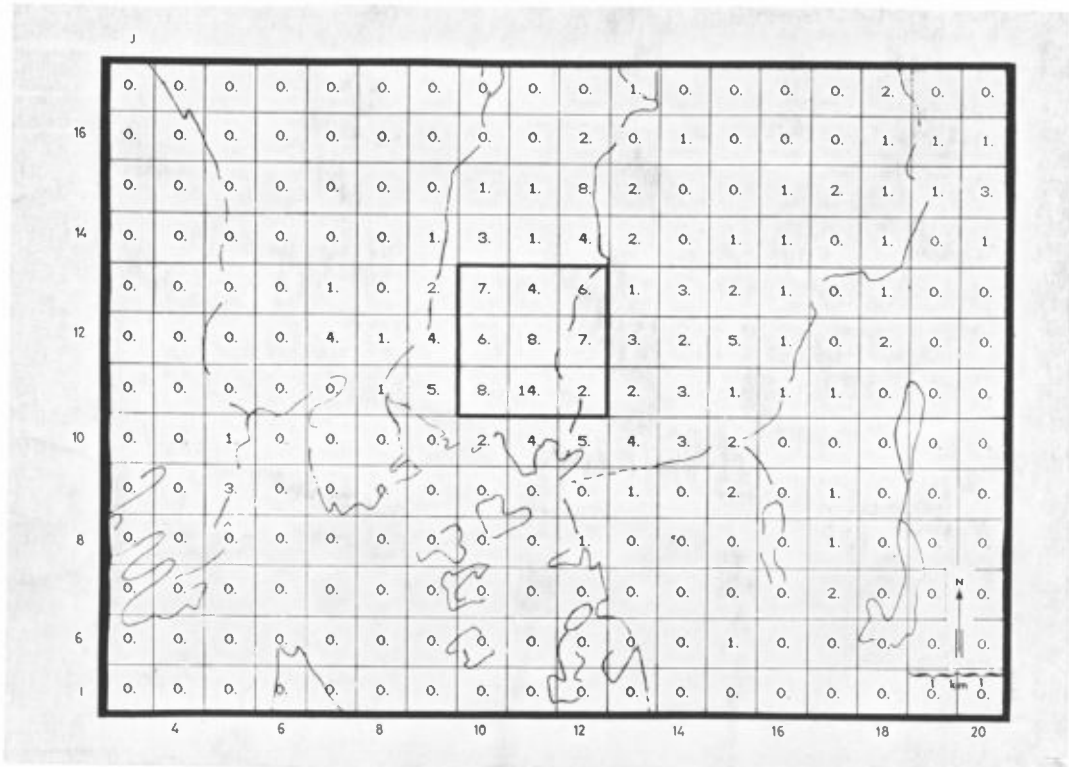 J
0. 0. 0. 0. 0. 0. 0. 0. 0. 0. 1. 0. 0. 0. 0. 2. 0. 0.
16 0. 0. 0. 0. 0. 0. 0. 0. 0. 2. 0. 1. 0. 0. 0. 1. 1. 1.
0. 0. 0. 0. 0. 0. 0. 1. 1. 8. 2. 0. 0. 1. 2. 1. 1. 3.
14 0. 0. 0. 0. 0. 0. 1. 3. 1. 4. 2. 0. 1. 1. 0. 1. 0. 1.
0. 0. 0. 0. 1. 0. 2. 7. 4. 6. 1. 3. 2. 1. 0. 1. 0. 0.
12 0. 0. 0. 0. 4. 1. 4. 6. 8. 7. 3. 2. 5. 1. 0. 2. 0. 0.
0. 0. 0. 0. 0. 1. 5. 8. 14. 2. 2. 3. 1. 1. 1. 0. 0. 0.
10 0. 0. 1. 0. 0. 0. 0. 2. 4. 5. 4. 3. 2. 0. 0. 0. 0. 0.
0. 0. 3. 0. 0. 0. 0. 0. 0. 0. 1. 0. 2. 0. 1. 0. 0. 0.
8 0. 0. 0. 0. 0. 0. 0. 0. 0. 1. 0. 0. 0. 0. 1. 0. 0. 0.
0. 0. 0. 0. 0. 0. 0. 0. 0. 0. 0. 0. 0. 0. 2. 0. 0. 0.
N
6 0. 0. 0. 0. 0. 0. 0. 0. 0. 0. 0. 0. 1. 0. 0. 0. 0. 0.
I 0. 0. 0. 0. 0. 0. 0. 0. 0. 0. 0. 0. 0. 0. 0. 0. 0. 0.
km
4 6 8 10 12 14 16 18 20